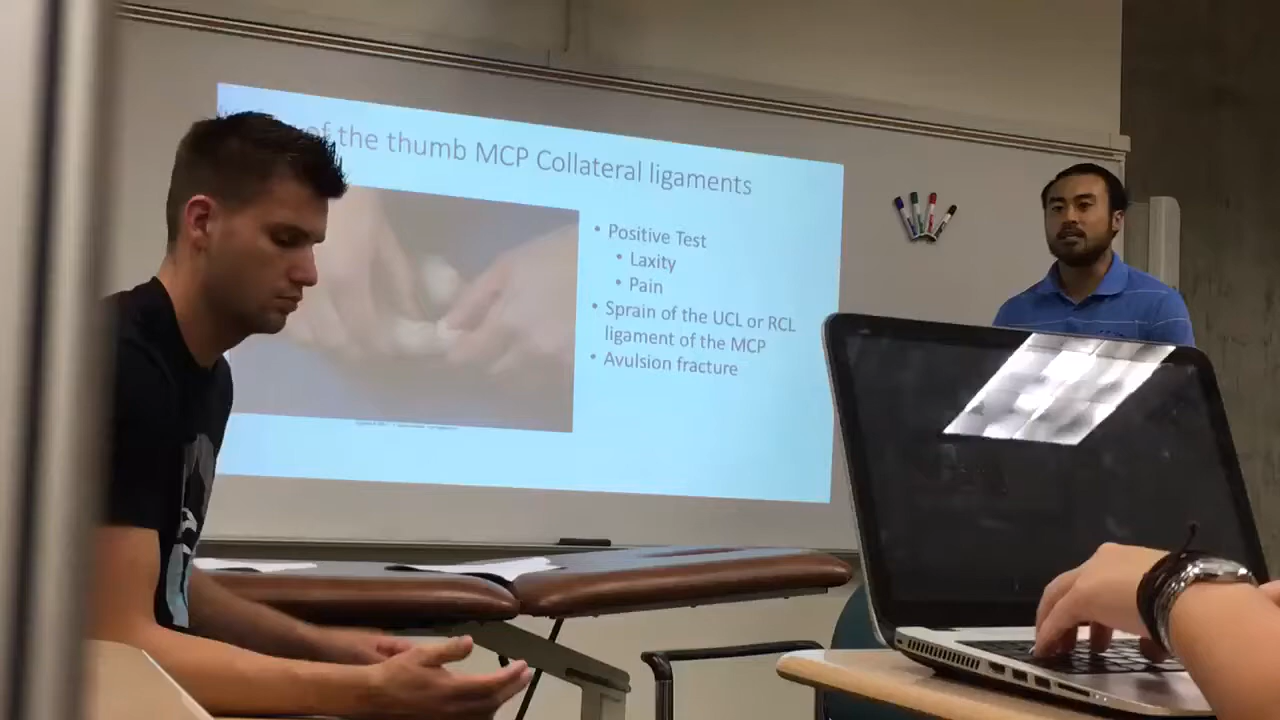 of the thumb MCP Collateral ligaments
• Positive Test
• Laxity
• Pain
• Sprain of the UCL or RCL
ligament of the MCP
• Avulsion fracture